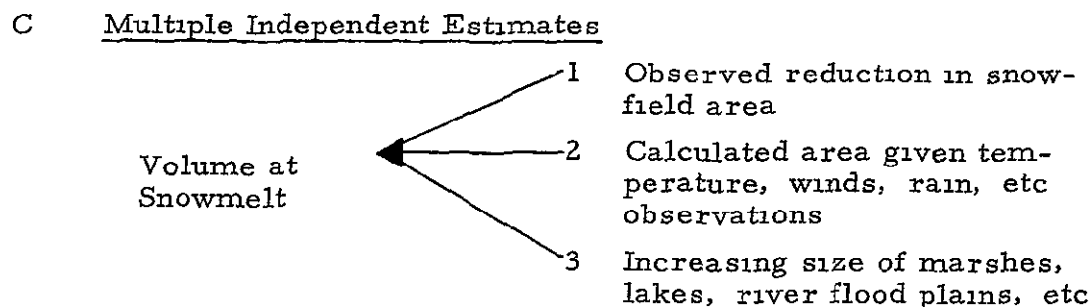 C Multiple Independent Estimates
1 Observed reduction in snow-
field area
Volume at
Snowmelt
2 Calculated area given tem-
perature, winds, rain, etc
observations
3 Increasing size of marshes,
lakes, river flood plains, etc